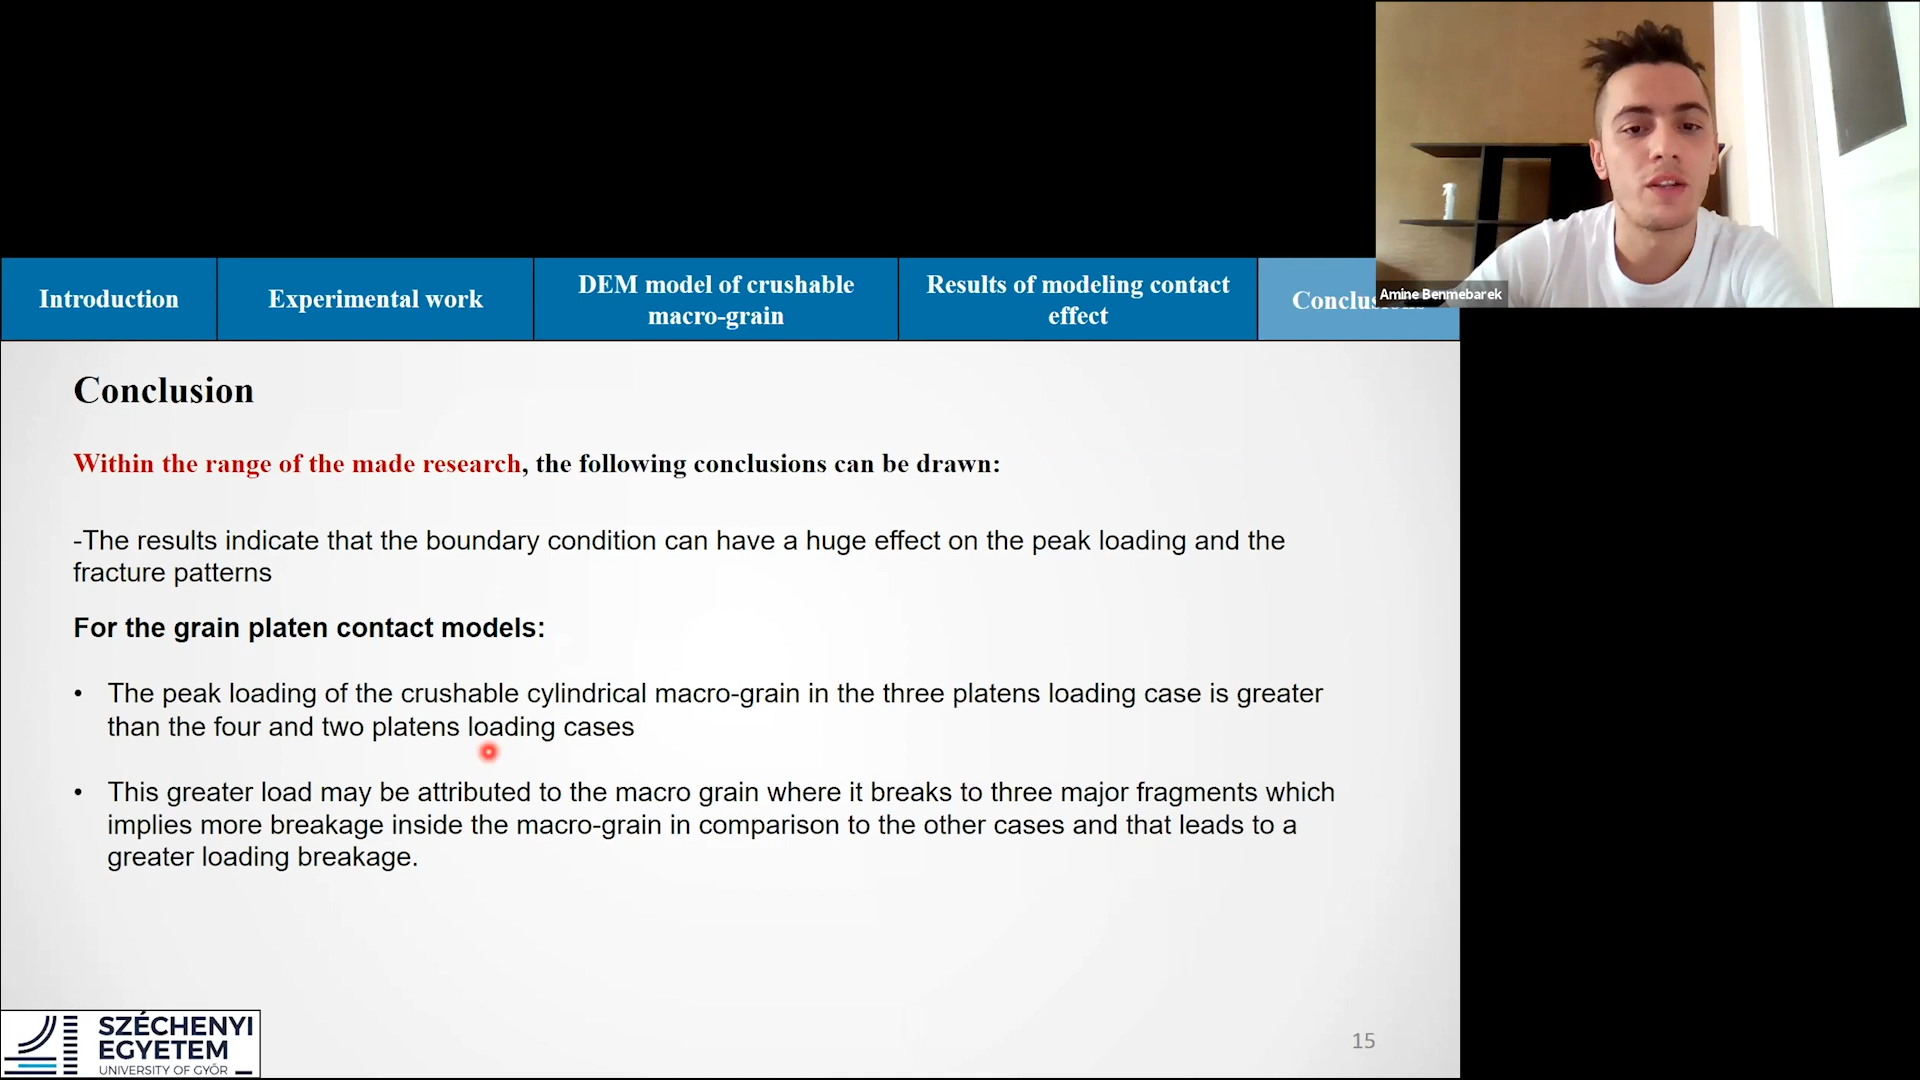 Introduction
Experimental work
DEM model of crushable
macro-grain
Results of modeling contact
effect
Amine Benmebarek
Conclusion
Within the range of the made research, the following conclusions can be drawn:
-The results indicate that the boundary condition can have a huge effect on the peak loading and the
fracture patterns
For the grain platen contact models:
• The peak loading of the crushable cylindrical macro-grain in the three platens loading case is greater
than the four and two platens loading cases
• This greater load may be attributed to the macro grain where it breaks to three major fragments which
implies more breakage inside the macro-grain in comparison to the other cases and that leads to a
greater loading breakage.
SZÉCHENYI
EGYETEM
UNIVERSITY OF GYŐR
15